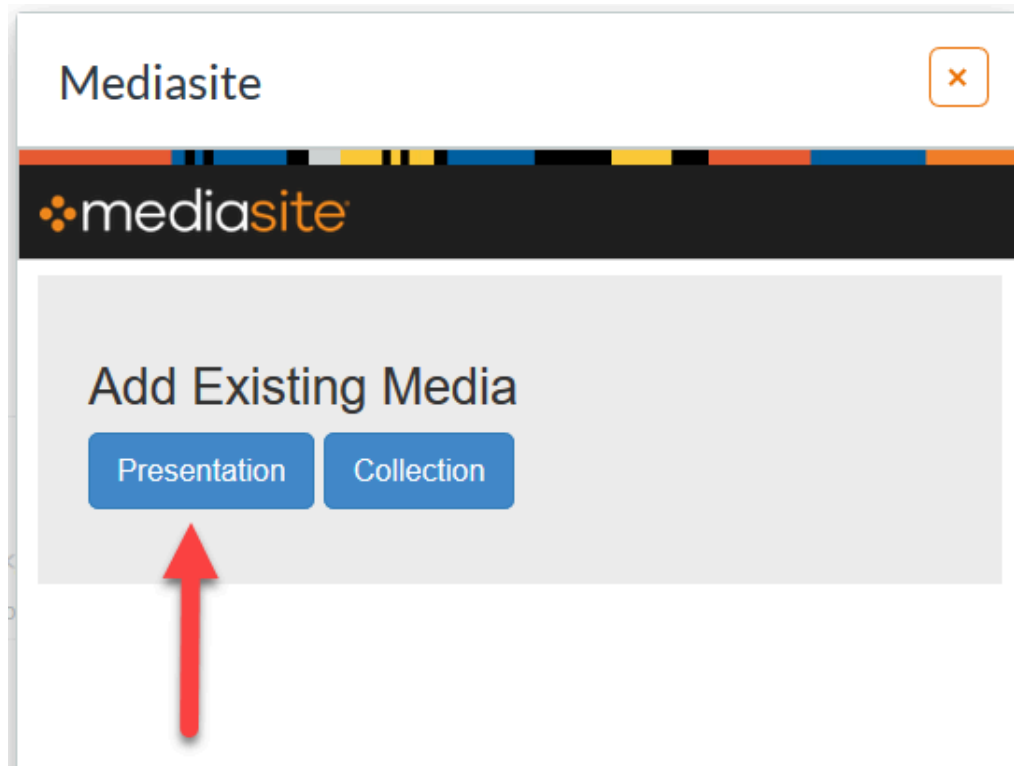 Mediasite
×
mediasite
Add Existing Media
Presentation Collection